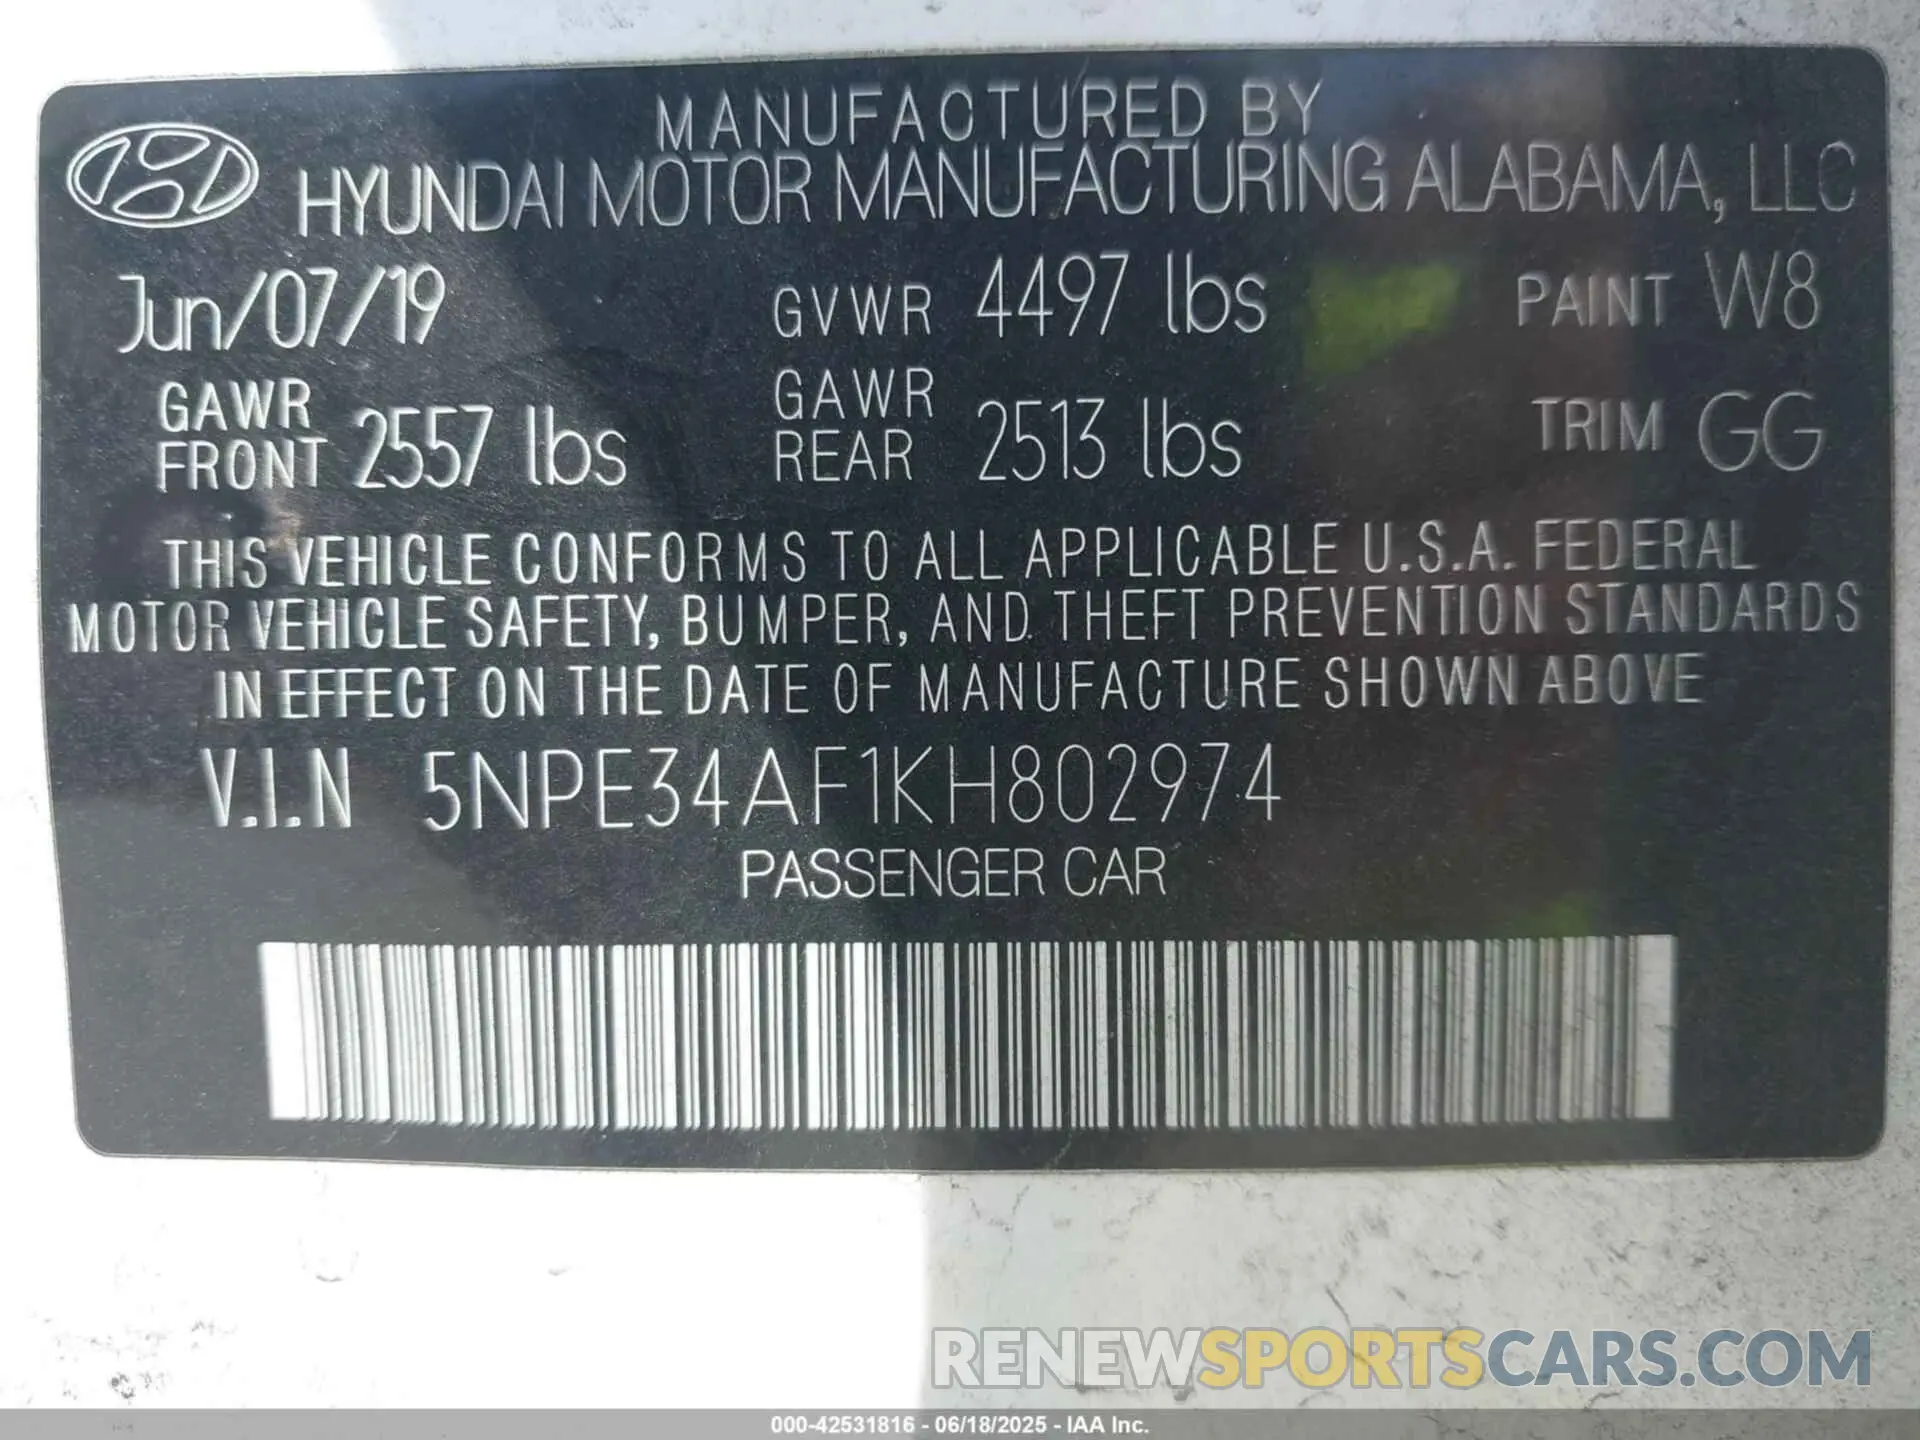 MANUFACTURED BY
HYUNDAI MOTOR MANUFACTURING ALABAMA, LLC
Jun/07/19 GVWR 4497 lbs PAINT W8
GAWR FRONT 2557 lbs GAWR REAR 2513 lbs TRIM GG
THIS VEHICLE CONFORMS TO ALL APPLICABLE U.S.A. FEDERAL
MOTOR VEHICLE SAFETY, BUMPER, AND THEFT PREVENTION STANDARDS
IN EFFECT ON THE DATE OF MANUFACTURE SHOWN ABOVE
V.I.N 5NPE34AF1KH802974
PASSENGER CAR
RENEWSPORTSCARS.COM
000-42531816 - 06/18/2025 - IAA Inc.